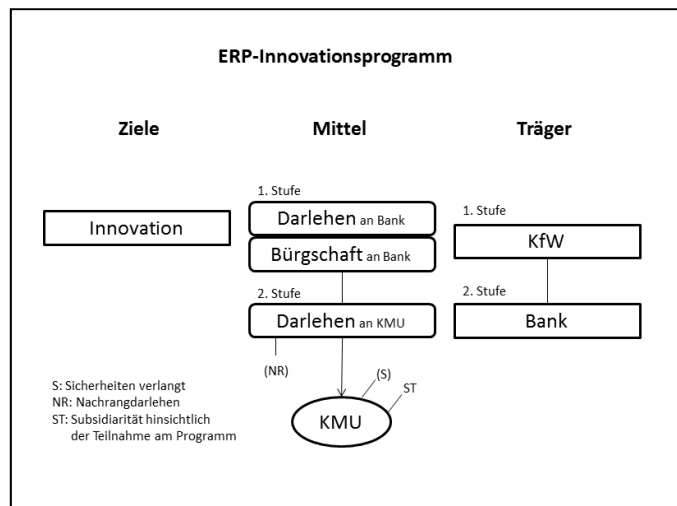 ERP-Innovationsprogramm
Ziele
Mittel
Träger
1. Stufe
Darlehen an Bank
Bürgschaft an Bank
Innovation
1. Stufe
KfW
2. Stufe
Darlehen an KMU
2. Stufe
Bank
(NR)
(S)
ST
KMU
S: Sicherheiten verlangt
NR: Nachrangdarlehen
ST: Subsidiarität hinsichtlich
der Teilnahme am Programm